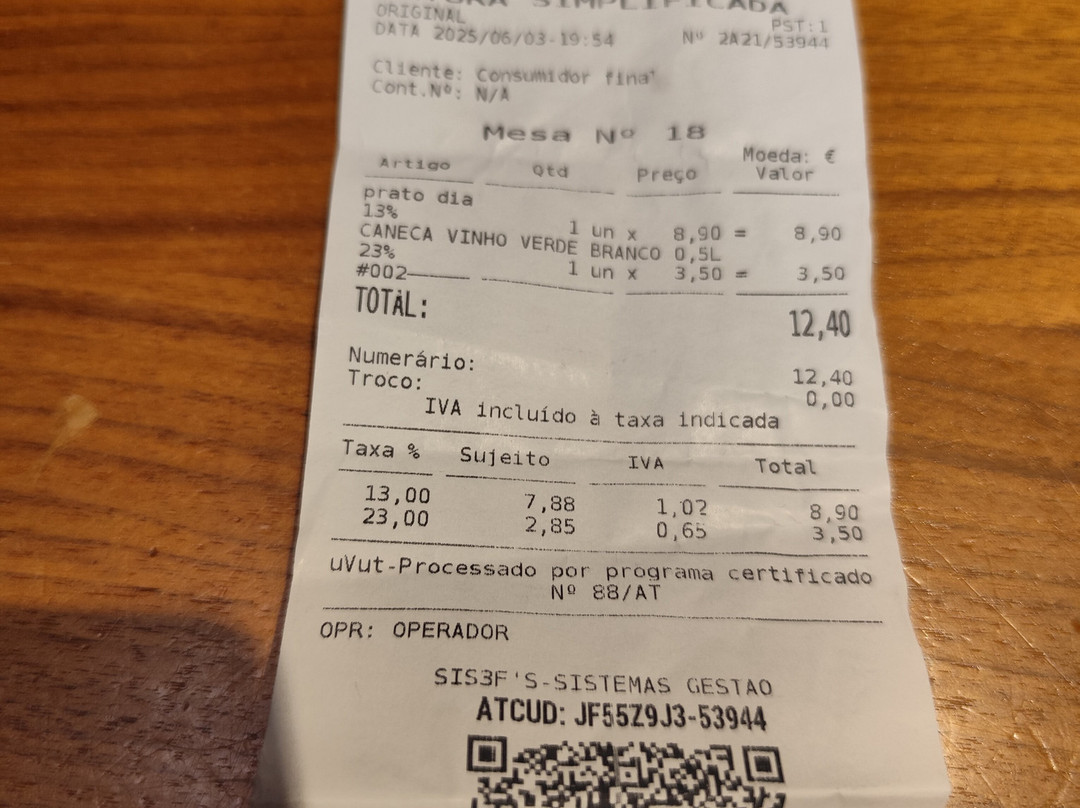 SIMPLIFICADA
ORIGINAL PST:1
DATA 2025/06/03-19:54 Nº 2A21/53944
Cliente: Consumidor final
Cont.Nº: N/A
Mesa Nº 18
Moeda: €
Artigo Qtd Preço Valor
prato dia
13% 1 un x 8,90 = 8,90
CANECA VINHO VERDE BRANCO 0,5L
23% 1 un x 3,50 = 3,50
#002
TOTAL: 12,40
Numerário: 12,40
Troco: 0,00
IVA incluído à taxa indicada
Taxa % Sujeito IVA Total
13,00 7,88 1,02 8,90
23,00 2,85 0,65 3,50
uVut-Processado por programa certificado
Nº 88/AT
OPR: OPERADOR
SIS3F'S-SISTEMAS GESTAO
ATCUD: JF55Z9J3-53944